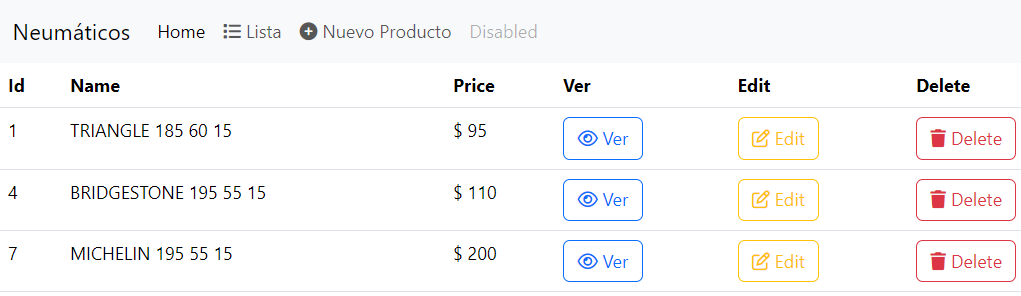 Neumáticos Home Lista Nuevo Producto Disabled
Id Name Price Ver Edit Delete
1 TRIANGLE 185 60 15 $ 95 Ver Edit Delete
4 BRIDGESTONE 195 55 15 $ 110 Ver Edit Delete
7 MICHELIN 195 55 15 $ 200 Ver Edit Delete